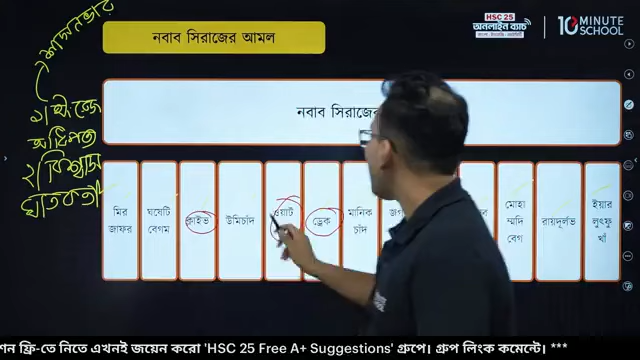 নবাব সিরাজের আমল
HSC 25
অনলাইন ব্যাচ
বাংলা, ইংরেজি, আইসিটি
10 MINUTE
SCHOOL
শাসনভার
১) ইংরেজ
আধিপত্য
২) বিশ্বাস
ঘাতকতা
নবাব সিরাজের
মির
জাফর
ঘষেটি
বেগম
ক্লাইভ
উমিচাঁদ
ওয়াট
ড্রেক
মানিক
চাঁদ
মোহা
ম্মদি
বেগ
রায়দূর্লভ
ইয়ার
লুৎফু
খাঁ
শন ফ্রি-তে নিতে এখনই জয়েন করো 'HSC 25 Free A+ Suggestions' গ্রুপে। গ্রুপ লিংক কমেন্টে। ***